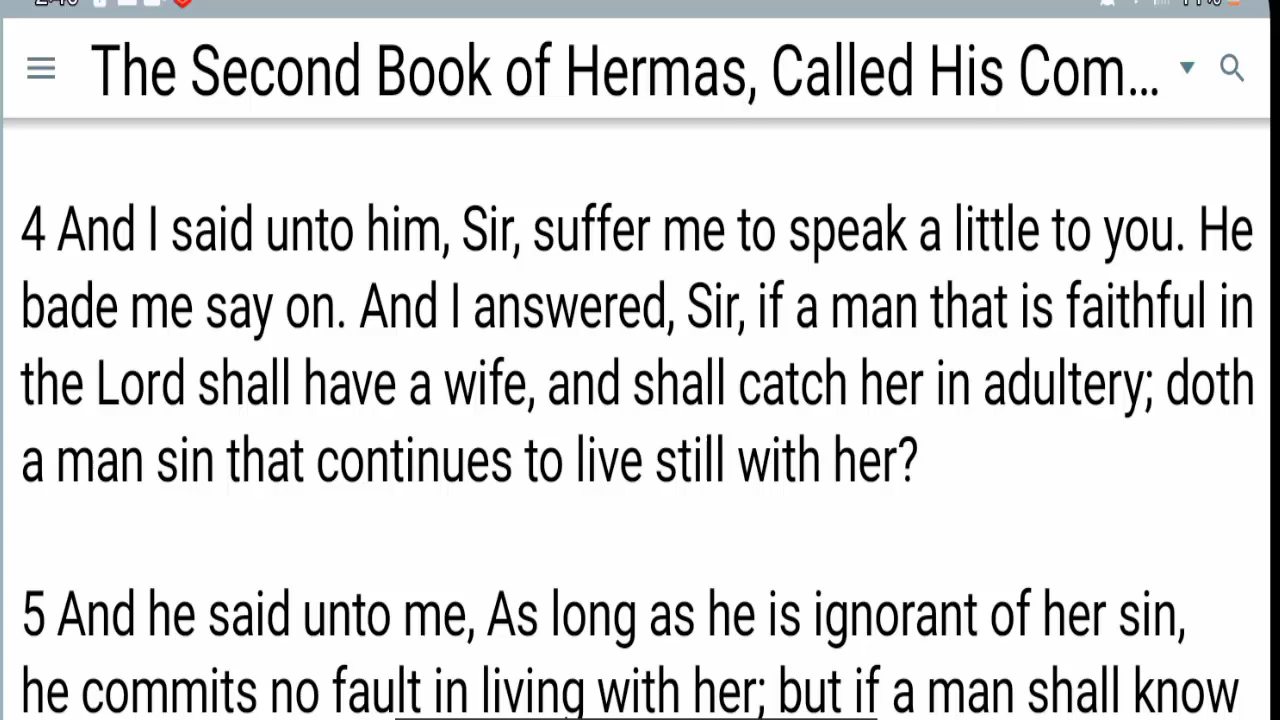 The Second Book of Hermas, Called His Com...
4 And I said unto him, Sir, suffer me to speak a little to you. He
bade me say on. And I answered, Sir, if a man that is faithful in
the Lord shall have a wife, and shall catch her in adultery; doth
a man sin that continues to live still with her?
5 And he said unto me, As long as he is ignorant of her sin,
he commits no fault in living with her; but if a man shall know